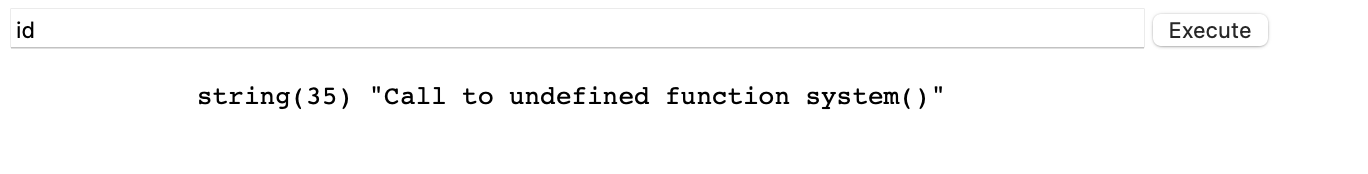 id Execute
string(35) "Call to undefined function system()"